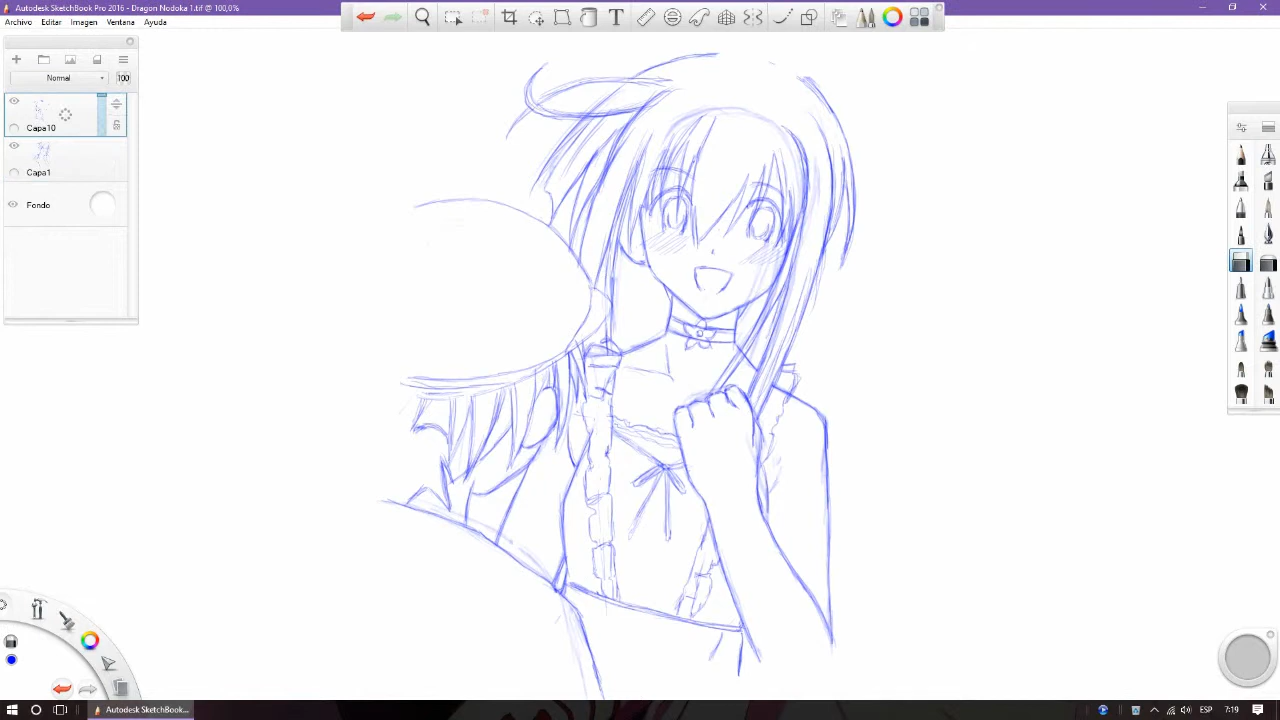 Autodesk SketchBook Pro 2016 - Dragon Nodoka 1.tif @ 100,0%
Archivo Editar Imagen Ventana Ayuda
Normal 100
Capa10
Capa1
Fondo
Autodesk SketchBook...
ESP 7:19